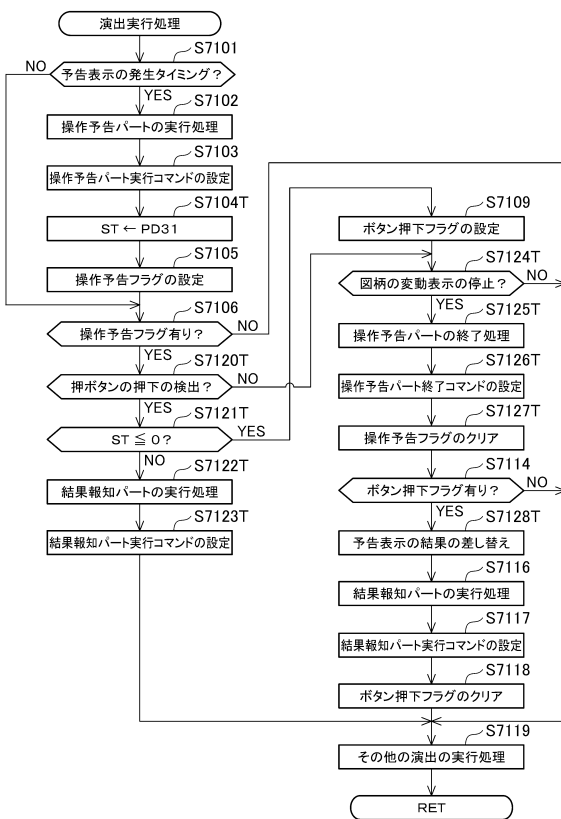 演出実行処理
S7101
予告表示の発生タイミング？
NO
YES
S7102
操作予告パートの実行処理
S7103
操作予告パート実行コマンドの設定
S7104T
ST ← PD31
S7105
操作予告フラグの設定
S7106
操作予告フラグ有り？
NO
YES
S7120T
押ボタンの押下の検出？
NO
YES
S7121T
ST ≦ 0？
YES
NO
S7122T
結果報知パートの実行処理
S7123T
結果報知パート実行コマンドの設定
S7109
ボタン押下フラグの設定
S7124T
図柄の変動表示の停止？
NO
YES
S7125T
操作予告パートの終了処理
S7126T
操作予告パート終了コマンドの設定
S7127T
操作予告フラグのクリア
S7114
ボタン押下フラグ有り？
NO
YES
S7128T
予告表示の結果の差し替え
S7116
結果報知パートの実行処理
S7117
結果報知パート実行コマンドの設定
S7118
ボタン押下フラグのクリア
S7119
その他の演出の実行処理
RET